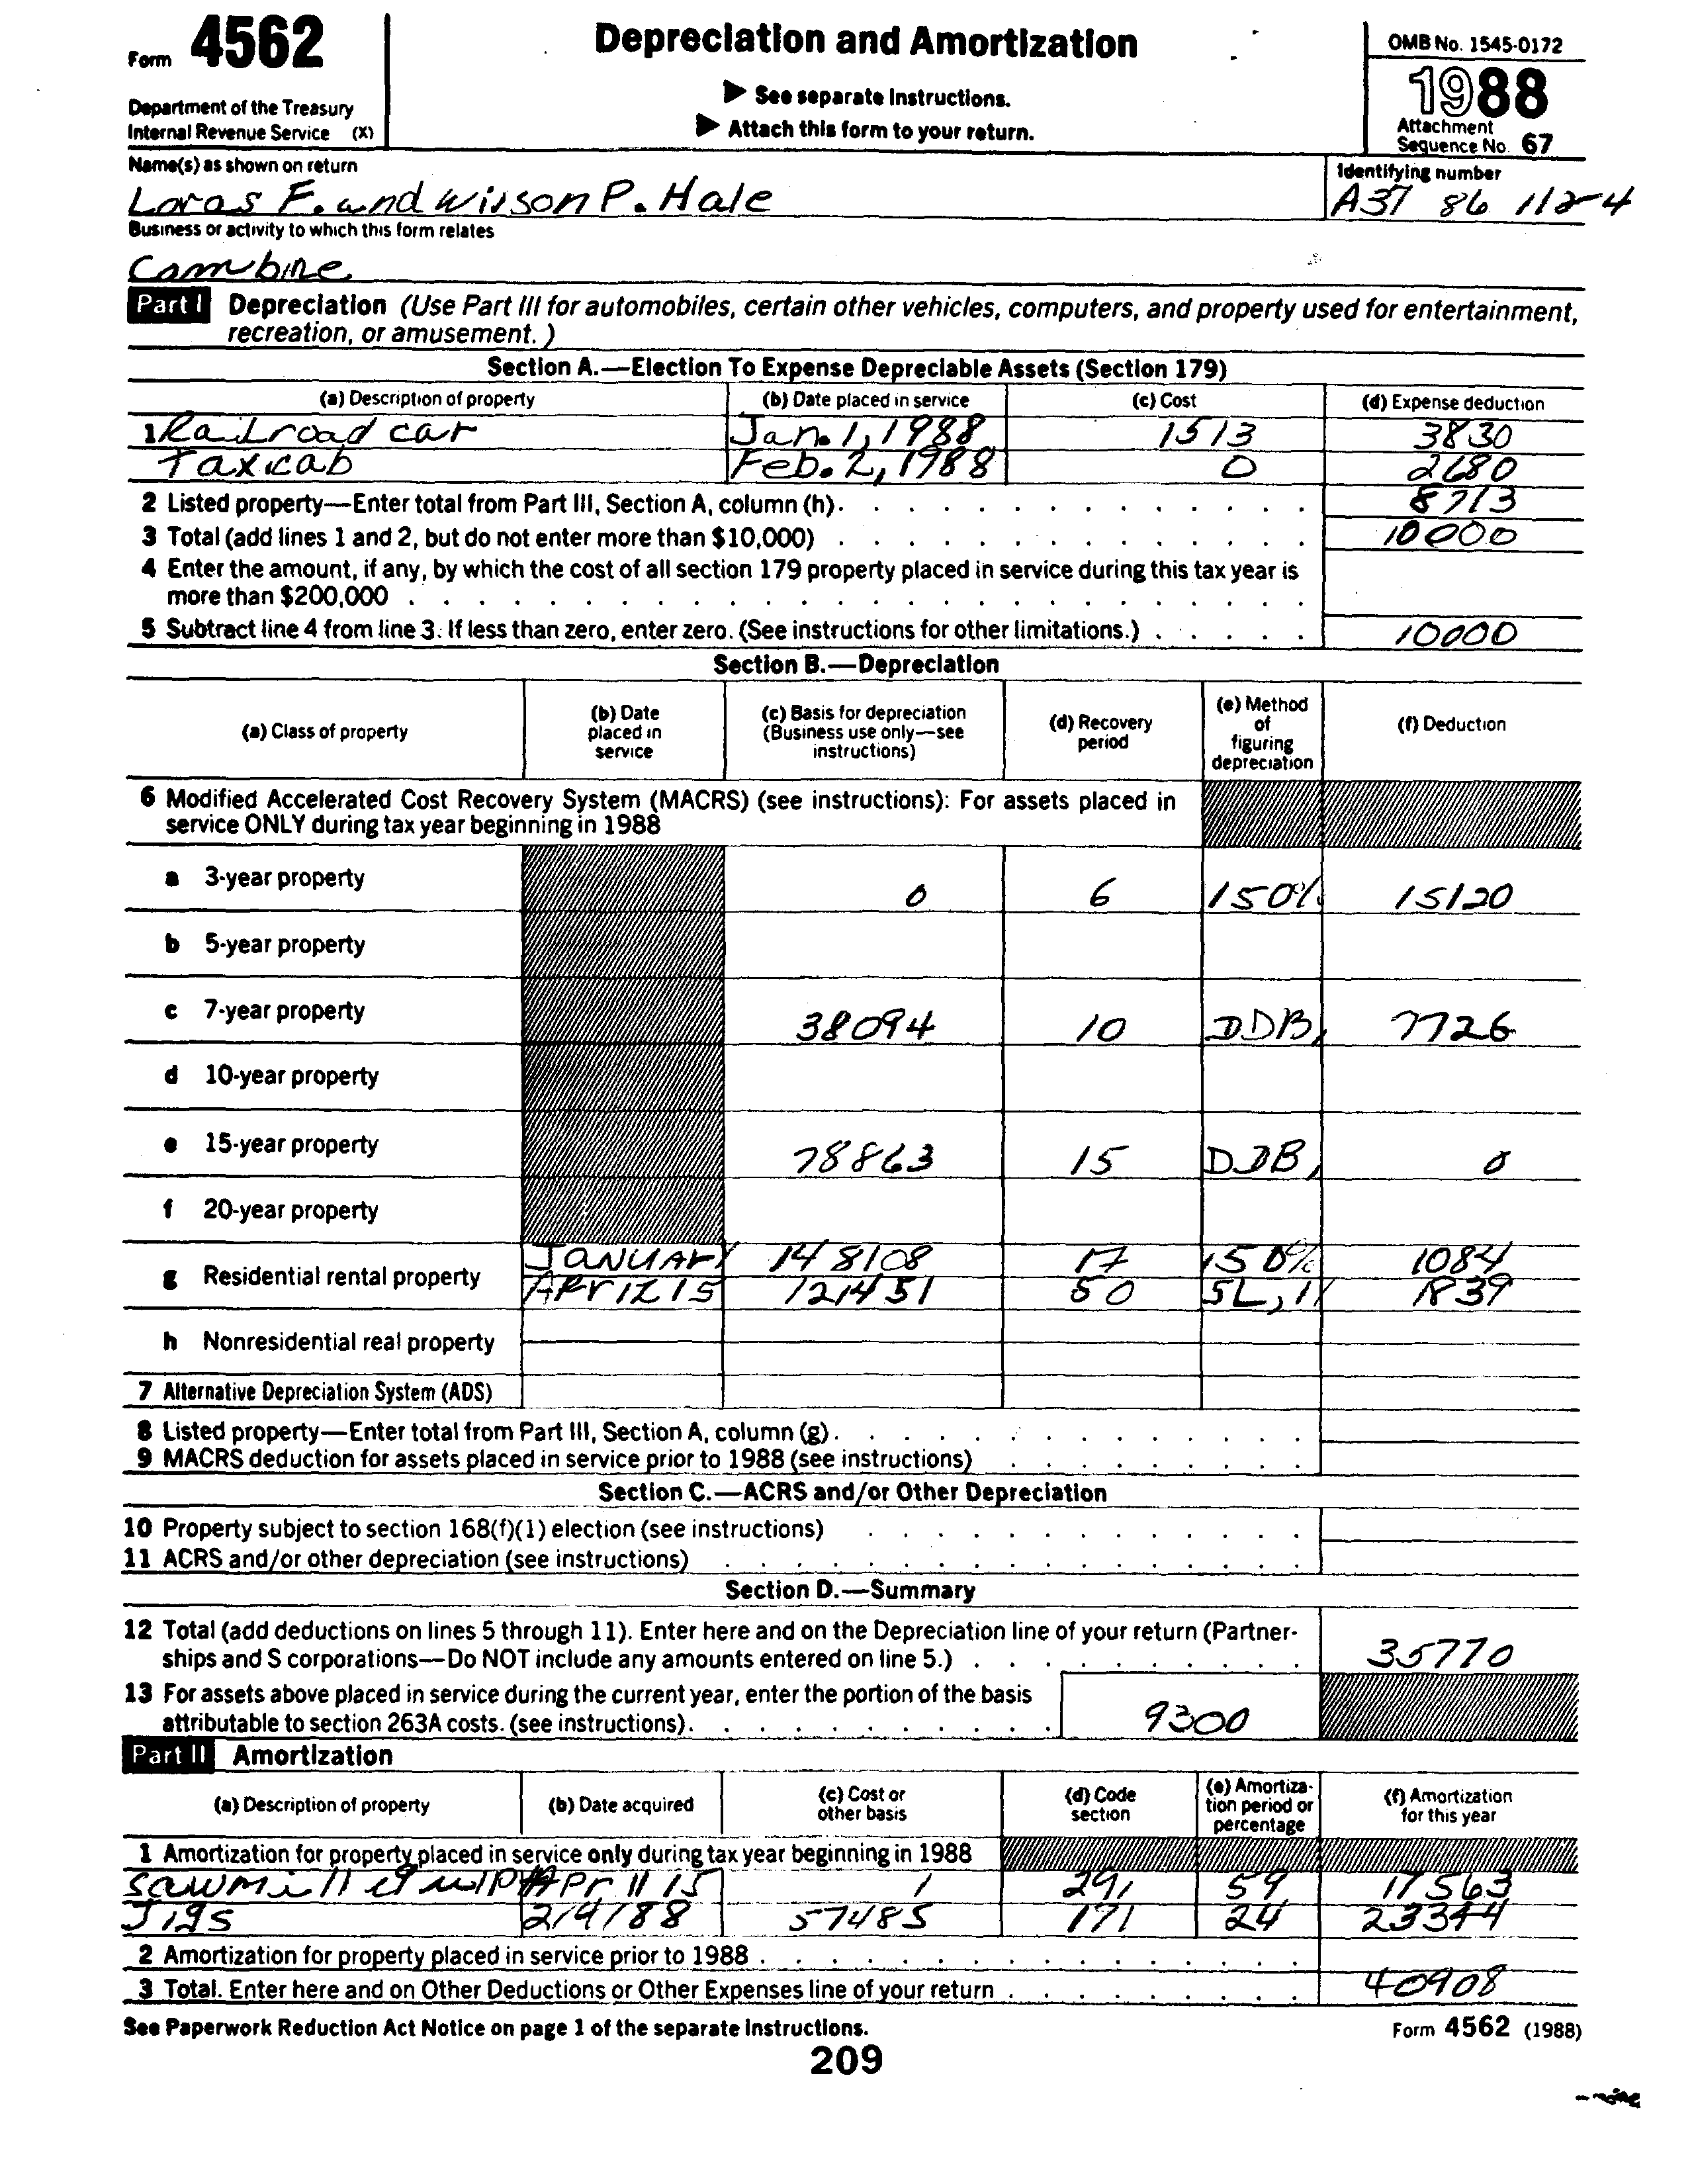 Form 4562
Depreciation and Amortization
OMB No. 1545-0172
Department of the Treasury
Internal Revenue Service (X)
▶ See separate Instructions.
▶ Attach this form to your return.
1988
Attachment
Sequence No. 67
Name(s) as shown on return
Identifying number
Loras F. and Wilson P. Hale
A37 86 1124
Business or activity to which this form relates
Combine
Part I Depreciation (Use Part III for automobiles, certain other vehicles, computers, and property used for entertainment,
recreation, or amusement.)
Section A.—Election To Expense Depreciable Assets (Section 179)
(a) Description of property (b) Date placed in service (c) Cost (d) Expense deduction
1 Railroad car Jan. 1, 1988 1513 3830
Taxicab Feb. 2, 1988 0 2680
2 Listed property—Enter total from Part III, Section A, column (h). 8713
3 Total (add lines 1 and 2, but do not enter more than $10,000) 10000
4 Enter the amount, if any, by which the cost of all section 179 property placed in service during this tax year is
more than $200,000
5 Subtract line 4 from line 3. If less than zero, enter zero. (See instructions for other limitations.) 10000
Section B.—Depreciation
(a) Class of property
(b) Date
placed in
service
(c) Basis for depreciation
(Business use only—see
instructions)
(d) Recovery
period
(e) Method
of
figuring
depreciation
(f) Deduction
6 Modified Accelerated Cost Recovery System (MACRS) (see instructions): For assets placed in
service ONLY during tax year beginning in 1988
a 3-year property 0 6 150% 15120
b 5-year property
c 7-year property 38094 10 DDB, 7726
d 10-year property
e 15-year property 78863 15 DDB, 0
f 20-year property
JANUARY 148108 17 150% 1084
g Residential rental property
April 15 121451 50 SL, 1839
h Nonresidential real property
7 Alternative Depreciation System (ADS)
8 Listed property—Enter total from Part III, Section A, column (g).
9 MACRS deduction for assets placed in service prior to 1988 (see instructions)
Section C.—ACRS and/or Other Depreciation
10 Property subject to section 168(f)(1) election (see instructions)
11 ACRS and/or other depreciation (see instructions)
Section D.—Summary
12 Total (add deductions on lines 5 through 11). Enter here and on the Depreciation line of your return (Partner-
ships and S corporations—Do NOT include any amounts entered on line 5.) 35770
13 For assets above placed in service during the current year, enter the portion of the basis
attributable to section 263A costs. (see instructions). 9300
Part II Amortization
(a) Description of property
(b) Date acquired
(c) Cost or
other basis
(d) Code
section
(e) Amortiza-
tion period or
percentage
(f) Amortization
for this year
1 Amortization for property placed in service only during tax year beginning in 1988
Sawmill April 15 1 291 59 17563
Jigs 2/9/88 57485 171 24 23344
2 Amortization for property placed in service prior to 1988
3 Total. Enter here and on Other Deductions or Other Expenses line of your return 40908
See Paperwork Reduction Act Notice on page 1 of the separate Instructions.
Form 4562 (1988)
209